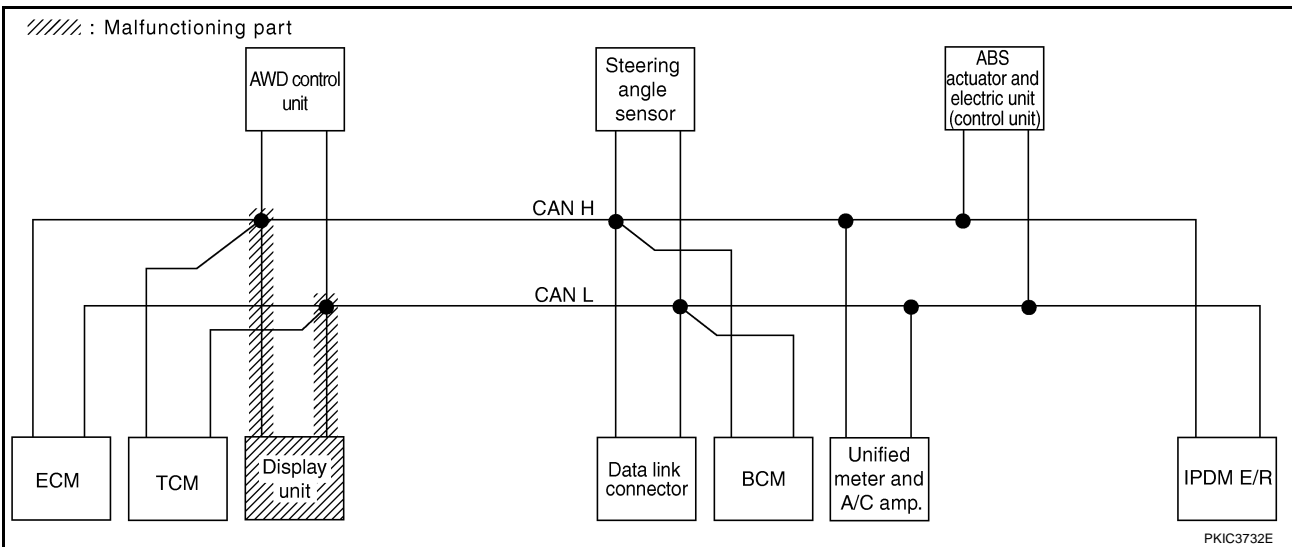 : Malfunctioning part
AWD control
unit
Steering
angle
sensor
ABS
actuator and
electric unit
(control unit)
CAN H
CAN L
ECM
TCM
Display
unit
Data link
connector
BCM
Unified
meter and
A/C amp.
IPDM E/R
PKIC3732E